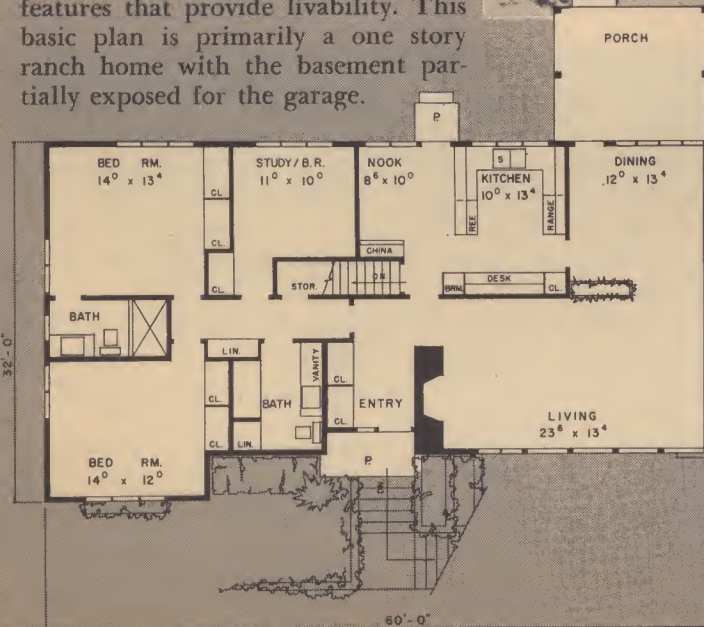 features that provide livability. This
basic plan is primarily a one story
ranch home with the basement par-
tially exposed for the garage.
PORCH
P.
BED RM.
14⁰ x 13⁴
CL.
CL.
CL.
STUDY/B.R.
11⁰ x 10⁰
NOOK
8⁶ x 10⁰
CHINA
S
KITCHEN
10⁰ x 13⁴
REF.
RANGE
DINING
12⁰ x 13⁴
STOR.
DN.
BRM.
DESK
CL.
BATH
LIN.
32'-0"
CL.
CL.
BATH
VANITY
LIN.
CL.
CL.
ENTRY
LIVING
23⁶ x 13⁴
BED RM.
14⁰ x 12⁰
P.
DN.
60'-0"